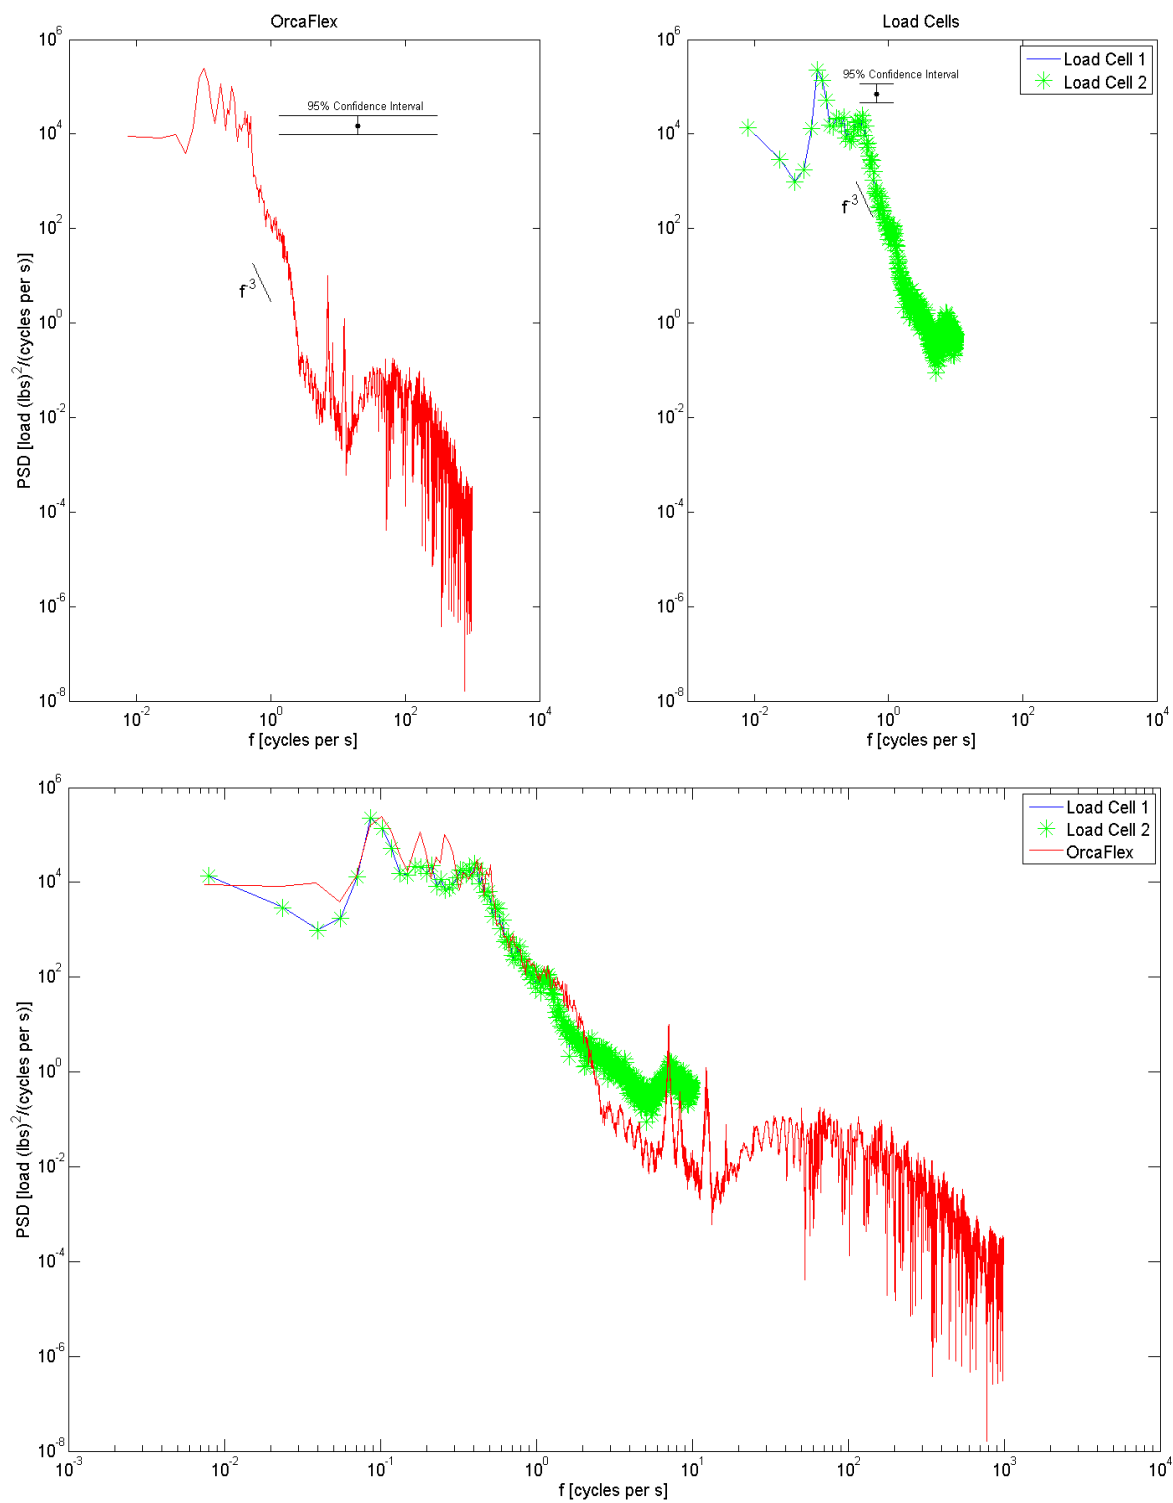 OrcaFlex
10^6
10^4
10^2
10^0
10^-2
10^-4
10^-6
10^-8
PSD [load (lbs)^2/(cycles per s)]
95% Confidence Interval
f^-3
10^-2
10^0
10^2
10^4
f [cycles per s]
Load Cells
10^6
10^4
10^2
10^0
10^-2
10^-4
10^-6
10^-8
Load Cell 1
Load Cell 2
95% Confidence Interval
f^-3
10^-2
10^0
10^2
10^4
f [cycles per s]
10^6
10^4
10^2
10^0
10^-2
10^-4
10^-6
10^-8
PSD [load (lbs)^2/(cycles per s)]
Load Cell 1
Load Cell 2
OrcaFlex
10^-3
10^-2
10^-1
10^0
10^1
10^2
10^3
10^4
f [cycles per s]